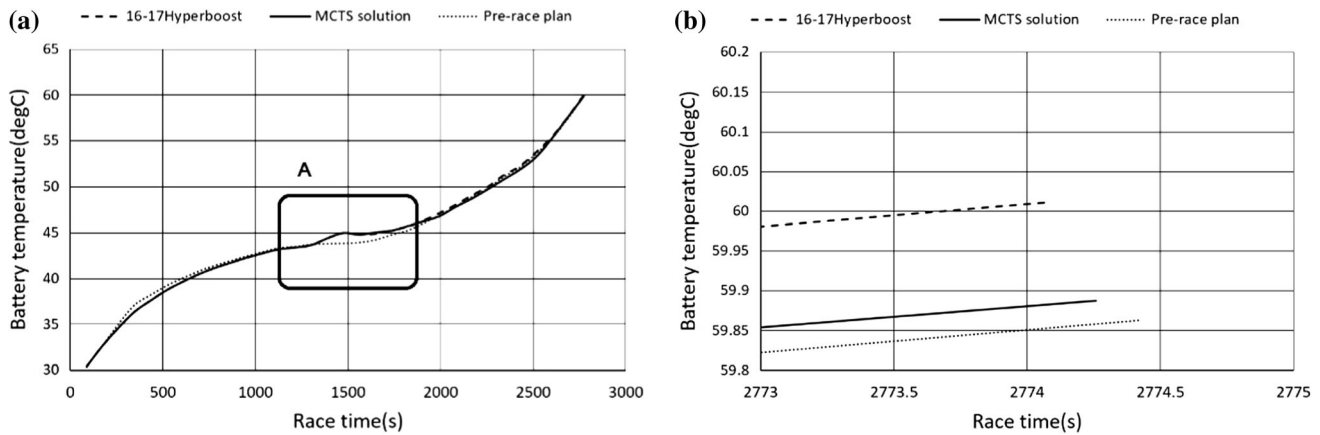 (a)
16-17Hyperboost MCTS solution Pre-race plan
Battery temperature(degC)
65
60
55
50
45
40
35
30
A
0 500 1000 1500 2000 2500 3000
Race time(s)
(b)
16-17Hyperboost MCTS solution Pre-race plan
Battery temperature(degC)
60.2
60.15
60.1
60.05
60
59.95
59.9
59.85
59.8
2773 2773.5 2774 2774.5 2775
Race time(s)